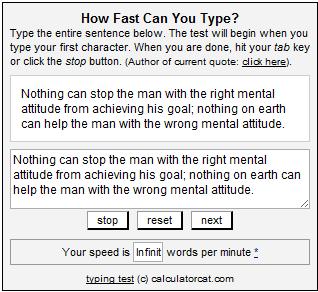 How Fast Can You Type?
Type the entire sentence below. The test will begin when you
type your first character. When you are done, hit your tab key
or click the stop button. (Author of current quote: click here).
Nothing can stop the man with the right mental
attitude from achieving his goal; nothing on earth
can help the man with the wrong mental attitude.
Nothing can stop the man with the right mental
attitude from achieving his goal; nothing on earth can
help the man with the wrong mental attitude.
stop reset next
Your speed is Infinit words per minute *
typing test (c) calculatorcat.com